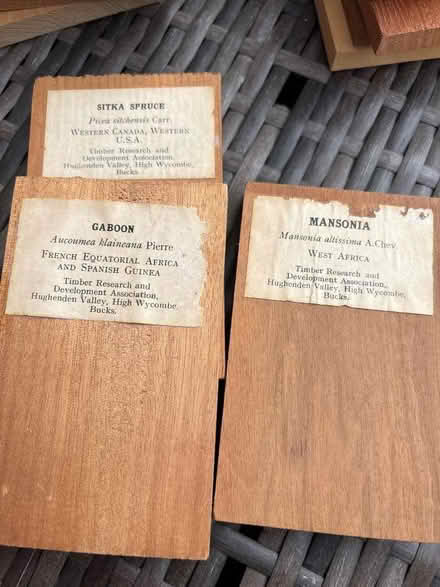 SITKA SPRUCE
Picea sitchensis Carr.
WESTERN CANADA, WESTERN
U.S.A.
Timber Research and
Development Association,
Hughenden Valley, High Wycombe,
Bucks.
GABOON
Aucoumea klaineana Pierre
FRENCH EQUATORIAL AFRICA
AND SPANISH GUINEA
Timber Research and
Development Association,
Hughenden Valley, High Wycombe,
Bucks.
MANSONIA
Mansonia altissima A.Chev.
WEST AFRICA
Timber Research and
Development Association,
Hughenden Valley, High Wycombe,
Bucks.